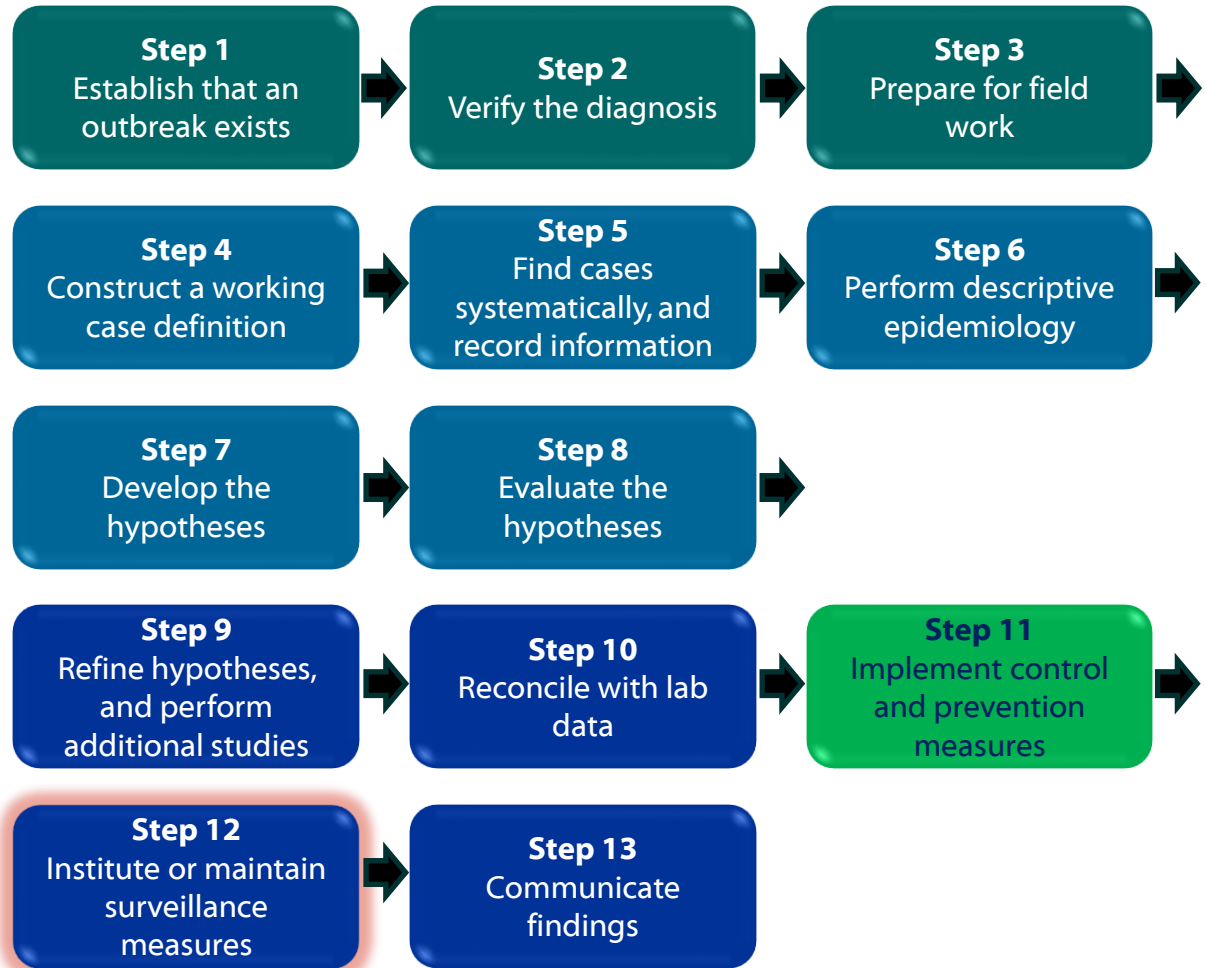 Step 1
Establish that an
outbreak exists
Step 2
Verify the diagnosis
Step 3
Prepare for field
work
Step 4
Construct a working
case definition
Step 5
Find cases
systematically, and
record information
Step 6
Perform descriptive
epidemiology
Step 7
Develop the
hypotheses
Step 8
Evaluate the
hypotheses
Step 9
Refine hypotheses,
and perform
additional studies
Step 10
Reconcile with lab
data
Step 11
Implement control
and prevention
measures
Step 12
Institute or maintain
surveillance
measures
Step 13
Communicate
findings